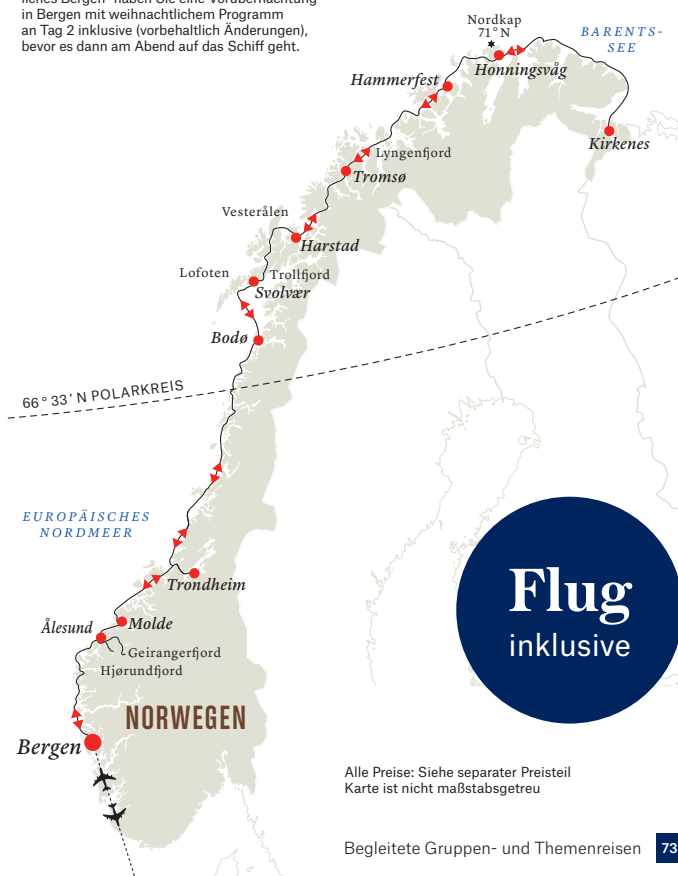 in Bergen mit weihnachtlichem Programm
an Tag 2 inklusive (vorbehaltlich Änderungen),
bevor es dann am Abend auf das Schiff geht.
Nordkap
71° N
BARENTS-
SEE
Honningsvåg
Hammerfest
Kirkenes
Lyngenfjord
Tromsø
Vesterålen
Harstad
Lofoten
Trollfjord
Svolvær
Bodø
66° 33' N POLARKREIS
EUROPÄISCHES
NORDMEER
Flug
inklusive
Trondheim
Ålesund
Molde
Geirangerfjord
Hjørundfjord
NORWEGEN
Bergen
Alle Preise: Siehe separater Preisteil
Karte ist nicht maßstabsgetreu
Begleitete Gruppen- und Themenreisen 73